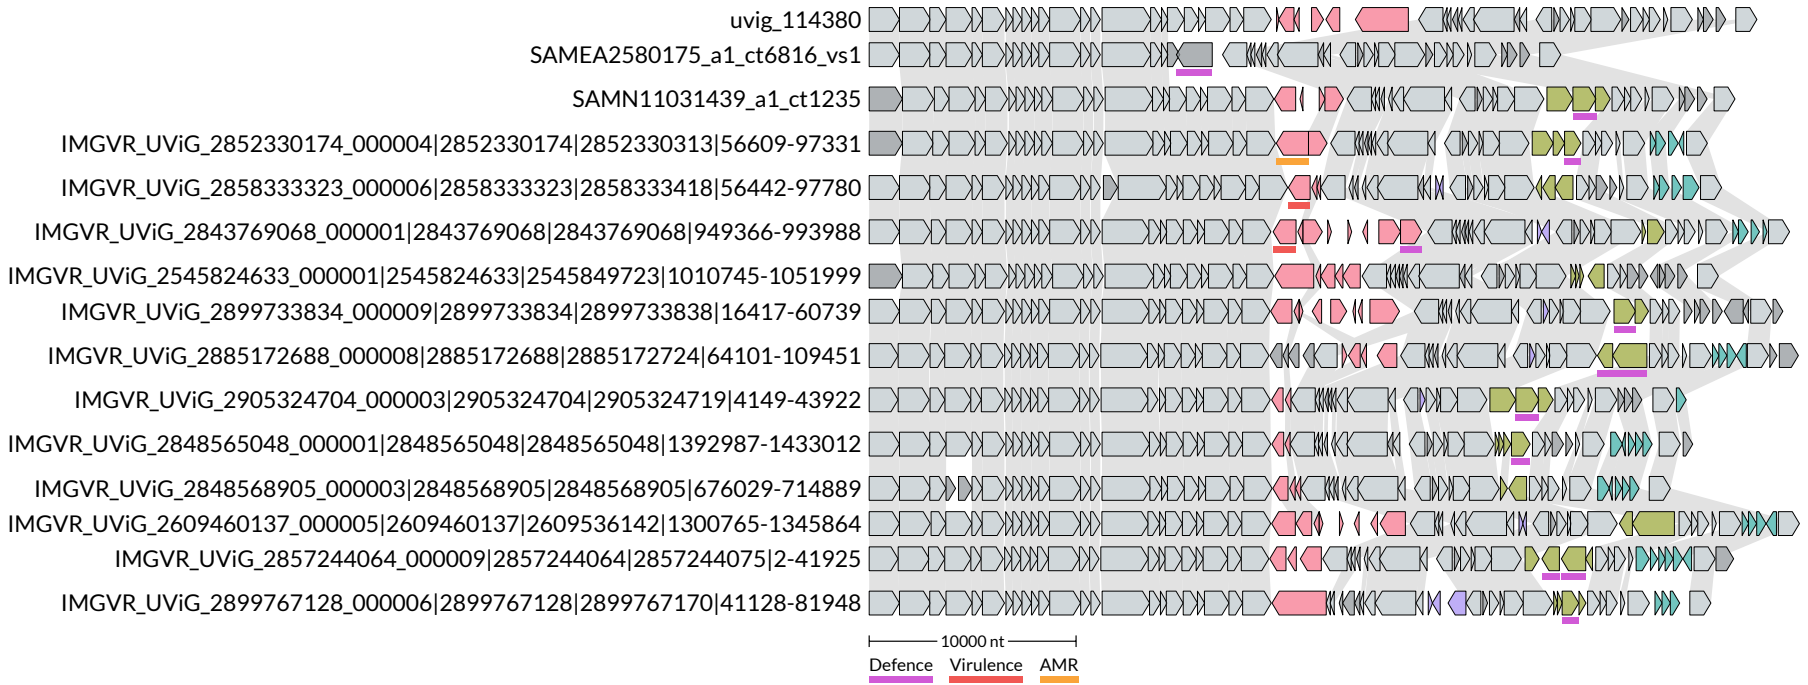 uvig_114380
SAMEA2580175_a1_ct6816_vs1
SAMN11031439_a1_ct1235
IMGVR_UViG_2852330174_000004|2852330174|2852330313|56609-97331
IMGVR_UViG_2858333323_000006|2858333323|2858333418|56442-97780
IMGVR_UViG_2843769068_000001|2843769068|2843769068|949366-993988
IMGVR_UViG_2545824633_000001|2545824633|2545849723|1010745-1051999
IMGVR_UViG_2899733834_000009|2899733834|2899733838|16417-60739
IMGVR_UViG_2885172688_000008|2885172688|2885172724|64101-109451
IMGVR_UViG_2905324704_000003|2905324704|2905324719|4149-43922
IMGVR_UViG_2848565048_000001|2848565048|2848565048|1392987-1433012
IMGVR_UViG_2848568905_000003|2848568905|2848568905|676029-714889
IMGVR_UViG_2609460137_000005|2609460137|2609536142|1300765-1345864
IMGVR_UViG_2857244064_000009|2857244064|2857244075|2-41925
IMGVR_UViG_2899767128_000006|2899767128|2899767170|41128-81948
10000 nt
Defence Virulence AMR